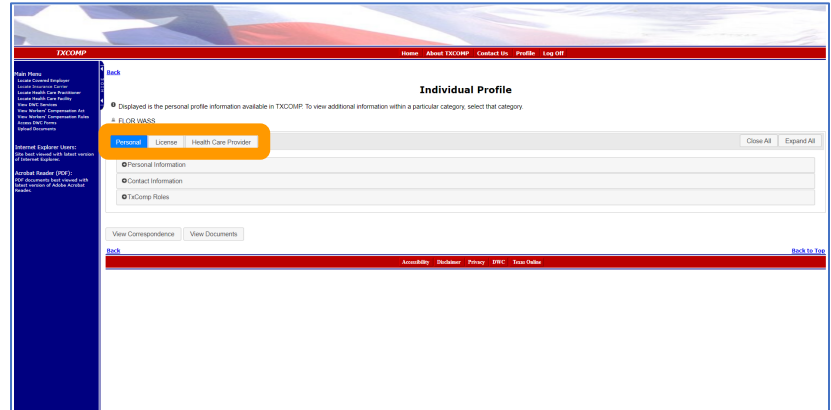 TXCOMP
Home About TXCOMP Contact Us Profile Log Off
Main Menu
Locate Covered Employer
Locate Insurance Carrier
Locate Health Care Practitioner
Locate Health Care Facility
View DWC Services
View Workers' Compensation Act
View Workers' Compensation Rules
Access DWC Forms
Upload Documents
Internet Explorer Users:
Site best viewed with latest version
of Internet Explorer.
Acrobat Reader (PDF):
PDF documents best viewed with
latest version of Adobe Acrobat
Reader.
Back
Individual Profile
Displayed is the personal profile information available in TXCOMP. To view additional information within a particular category, select that category.
FLOR WASS
Personal License Health Care Provider
Close All Expand All
Personal Information
Contact Information
TxComp Roles
View Correspondence View Documents
Back
Back to Top
Accessibility Disclaimer Privacy DWC Texas Online